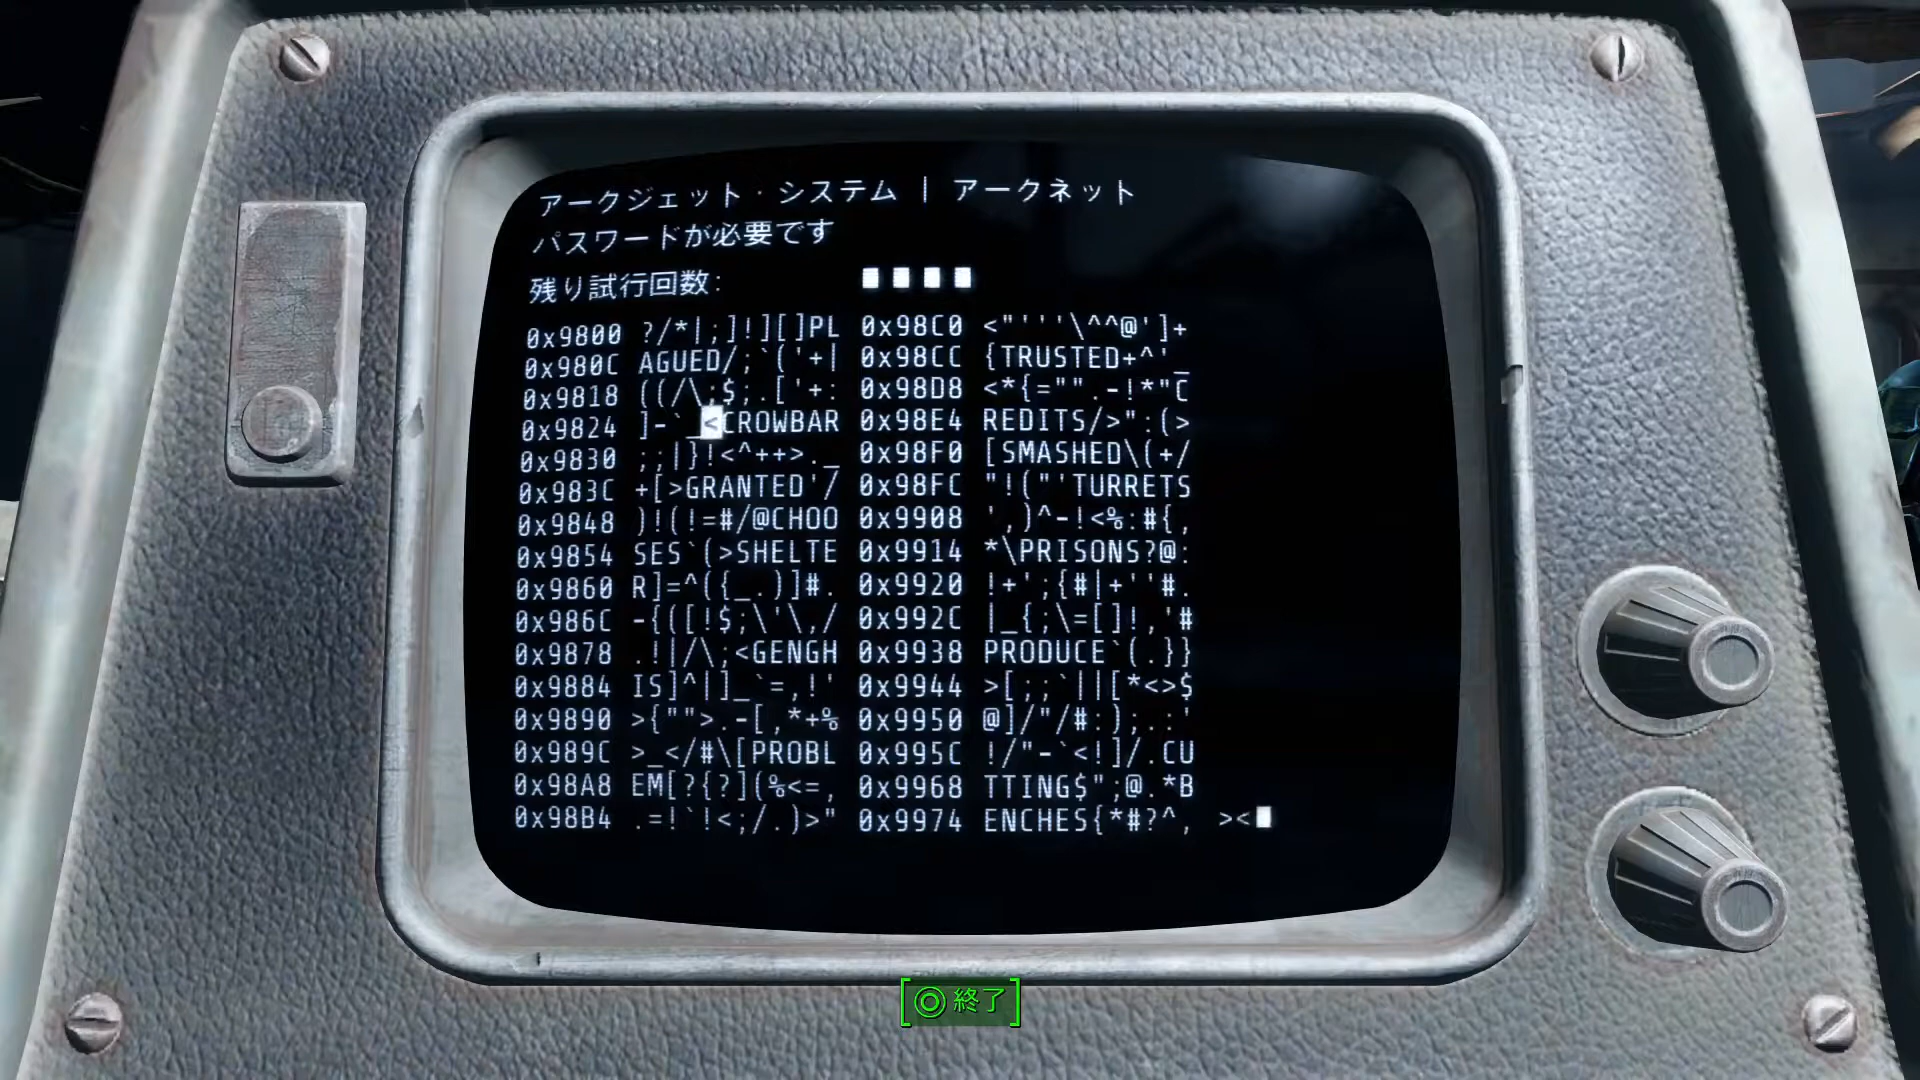 アークジェット・システム | アークネット
パスワードが必要です
残り試行回数:
0x9800 ?/*|;]!][]PL 0x98C0 <"'''\^^@']+
0x980C AGUED/;`('+| 0x98CC {TRUSTED+^'_
0x9818 ((/\;$;.['+: 0x98D8 <*{="".-!*"C
0x9824 ]-`_<CROWBAR 0x98E4 REDITS/>":(>
0x9830 ;;|}!<^++>._ 0x98F0 [SMASHED\(+/
0x983C +[>GRANTED'/ 0x98FC "!("'TURRETS
0x9848 )!(!=#/@CHOO 0x9908 ',)^-!<%:#{,
0x9854 SES`(>SHELTE 0x9914 *\PRISONS?@:
0x9860 R]=^({_.)]#. 0x9920 !+';{#|+''#.
0x986C -{([!$;\'\,/ 0x992C |_{;\=[]!,'#
0x9878 .!|/\;<GENGH 0x9938 PRODUCE`(.}}
0x9884 IS]^|]_`=,!' 0x9944 >[;;`||[*<>$
0x9890 >{"">.-[,*+% 0x9950 @]/"/#:);.:'
0x989C >_</#\[PROBL 0x995C !/"-`<!]/.CU
0x98A8 EM[?{?](%<=, 0x9968 TTING$";@.*B
0x98B4 .=!`!<;/.)>" 0x9974 ENCHES{*#?^, ><
終了